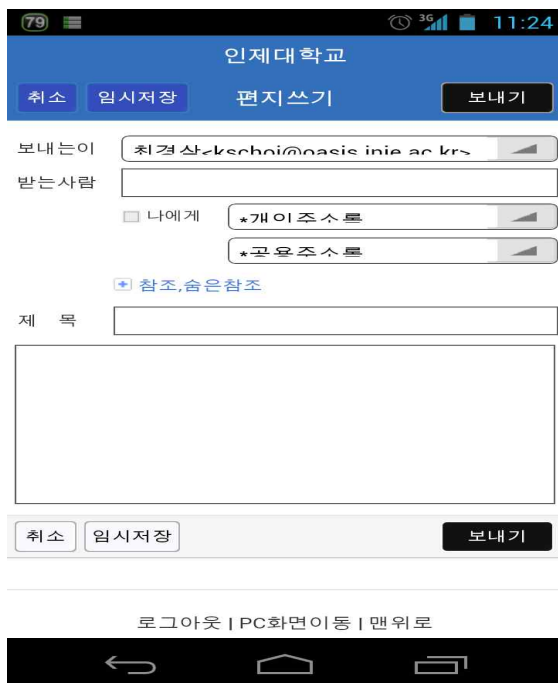 79 3G 11:24
인제대학교
취소 임시저장 편지쓰기 보내기
보내는이 최경삼<kschoi@oasis.inje.ac.kr>
받는사람
나에게 *개인주소록
*공용주소록
참조,숨은참조
제 목
취소 임시저장 보내기
로그아웃 | PC화면이동 | 맨위로